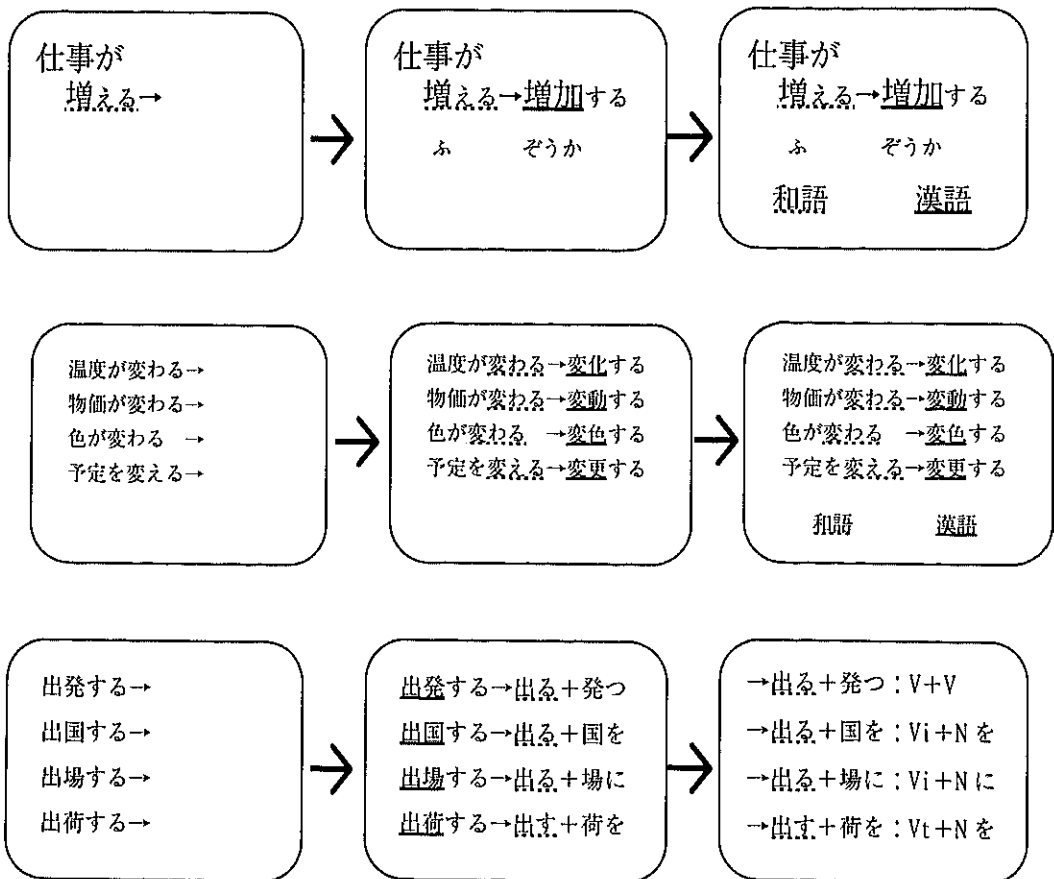 仕事が
増える→
仕事が
増える→増加する
ふ ぞうか
仕事が
増える→増加する
ふ ぞうか
和語 漢語
温度が変わる→
物価が変わる→
色が変わる →
予定を変える→
温度が変わる→変化する
物価が変わる→変動する
色が変わる →変色する
予定を変える→変更する
温度が変わる→変化する
物価が変わる→変動する
色が変わる →変色する
予定を変える→変更する
和語 漢語
出発する→
出国する→
出場する→
出荷する→
出発する→出る+発つ
出国する→出る+国を
出場する→出る+場に
出荷する→出す+荷を
→出る+発つ:V+V
→出る+国を:Vi+Nを
→出る+場に:Vi+Nに
→出す+荷を:Vt+Nを